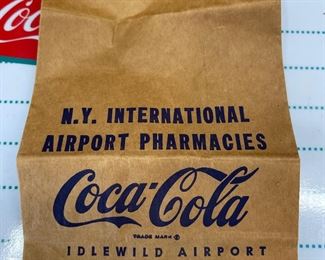 N.Y. INTERNATIONAL
AIRPORT PHARMACIES
Coca-Cola
TRADE MARK ®
IDLEWILD AIRPORT